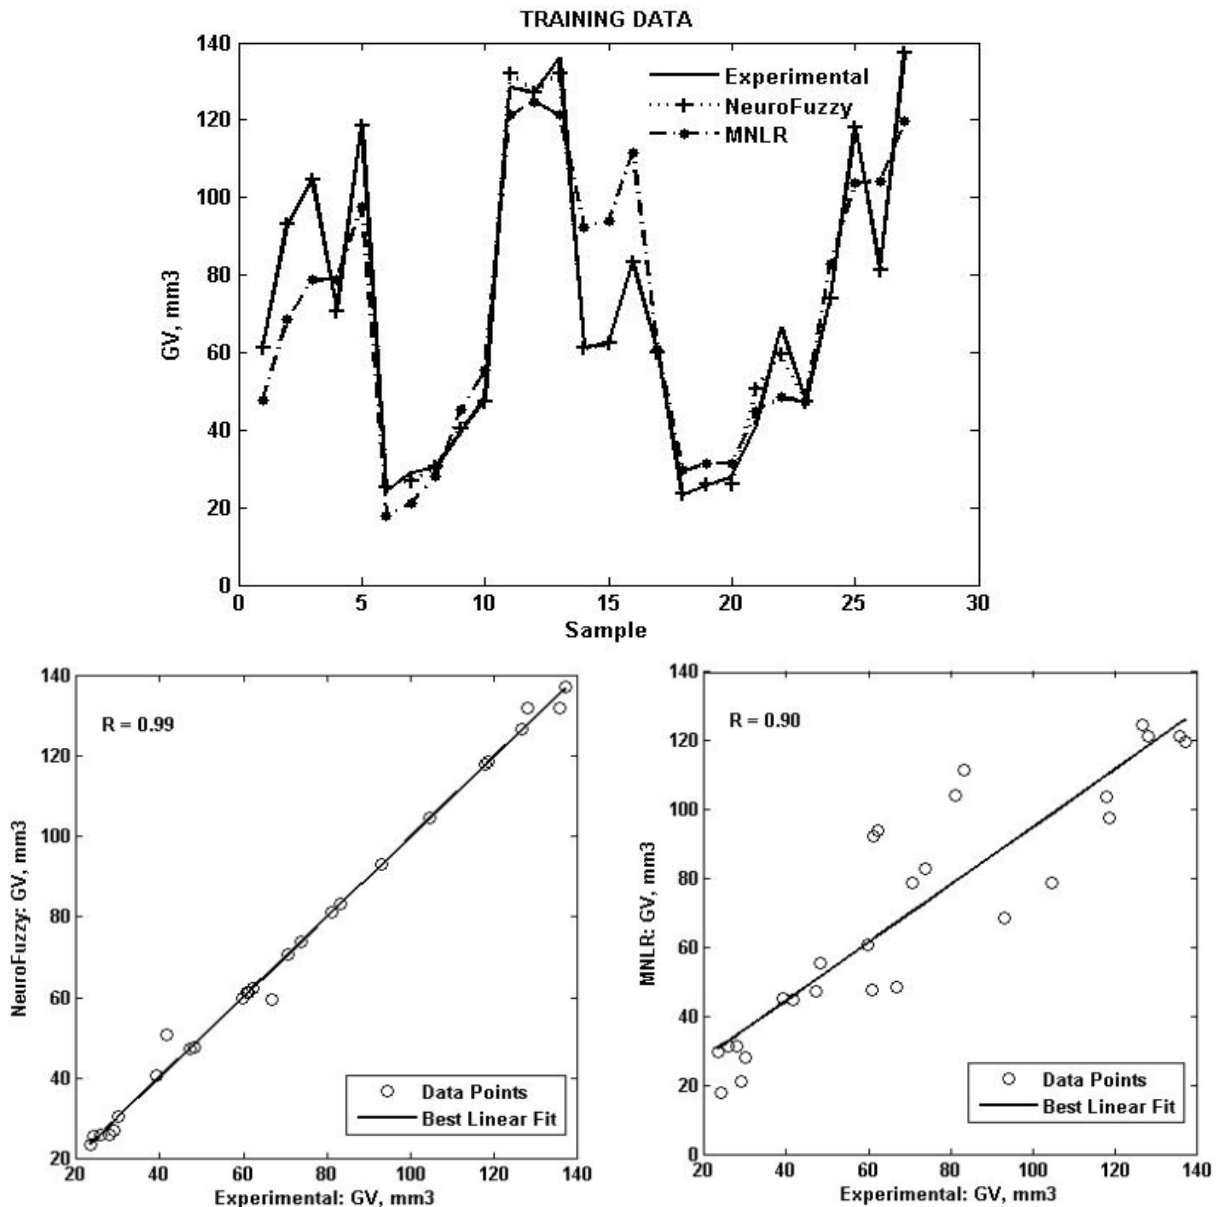 TRAINING DATA
140
120
100
80
60
40
20
0
GV, mm3
Experimental
NeuroFuzzy
MNLR
0 5 10 15 20 25 30
Sample
140
120
100
80
60
40
20
NeuroFuzzy: GV, mm3
R = 0.99
Data Points
Best Linear Fit
20 40 60 80 100 120 140
Experimental: GV, mm3
140
120
100
80
60
40
20
0
MNLR: GV, mm3
R = 0.90
Data Points
Best Linear Fit
20 40 60 80 100 120 140
Experimental: GV, mm3